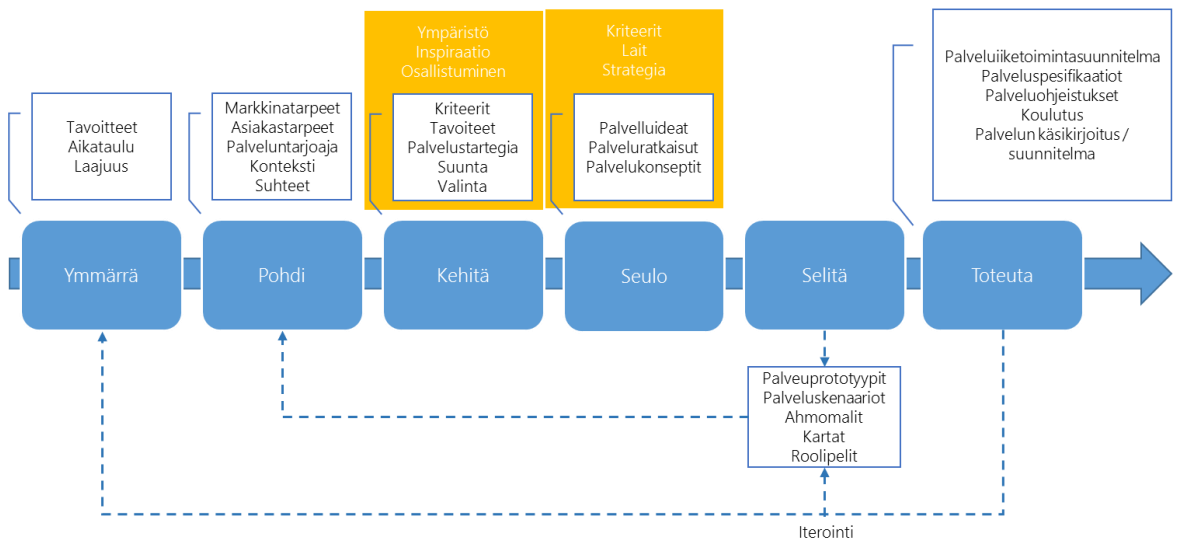 Ympäristö
Inspiraatio
Osallistuminen
Kriteerit
Lait
Strategia
Tavoitteet
Aikataulu
Laajuus
Markkinatarpeet
Asiakastarpeet
Palveluntarjoaja
Konteksti
Suhteet
Kriteerit
Tavoiteet
Palvelustartegia
Suunta
Valinta
Palvelluideat
Palveluratkaisut
Palvelukonseptit
Palveluiiketoimintasuunnitelma
Palveluspesifikaatiot
Palveluohjeistukset
Koulutus
Palvelun käsikirjoitus /
suunnitelma
Ymmärrä
Pohdi
Kehitä
Seulo
Selitä
Toteuta
Palveuprototyypit
Palveluskenaariot
Ahmomalit
Kartat
Roolipelit
Iterointi